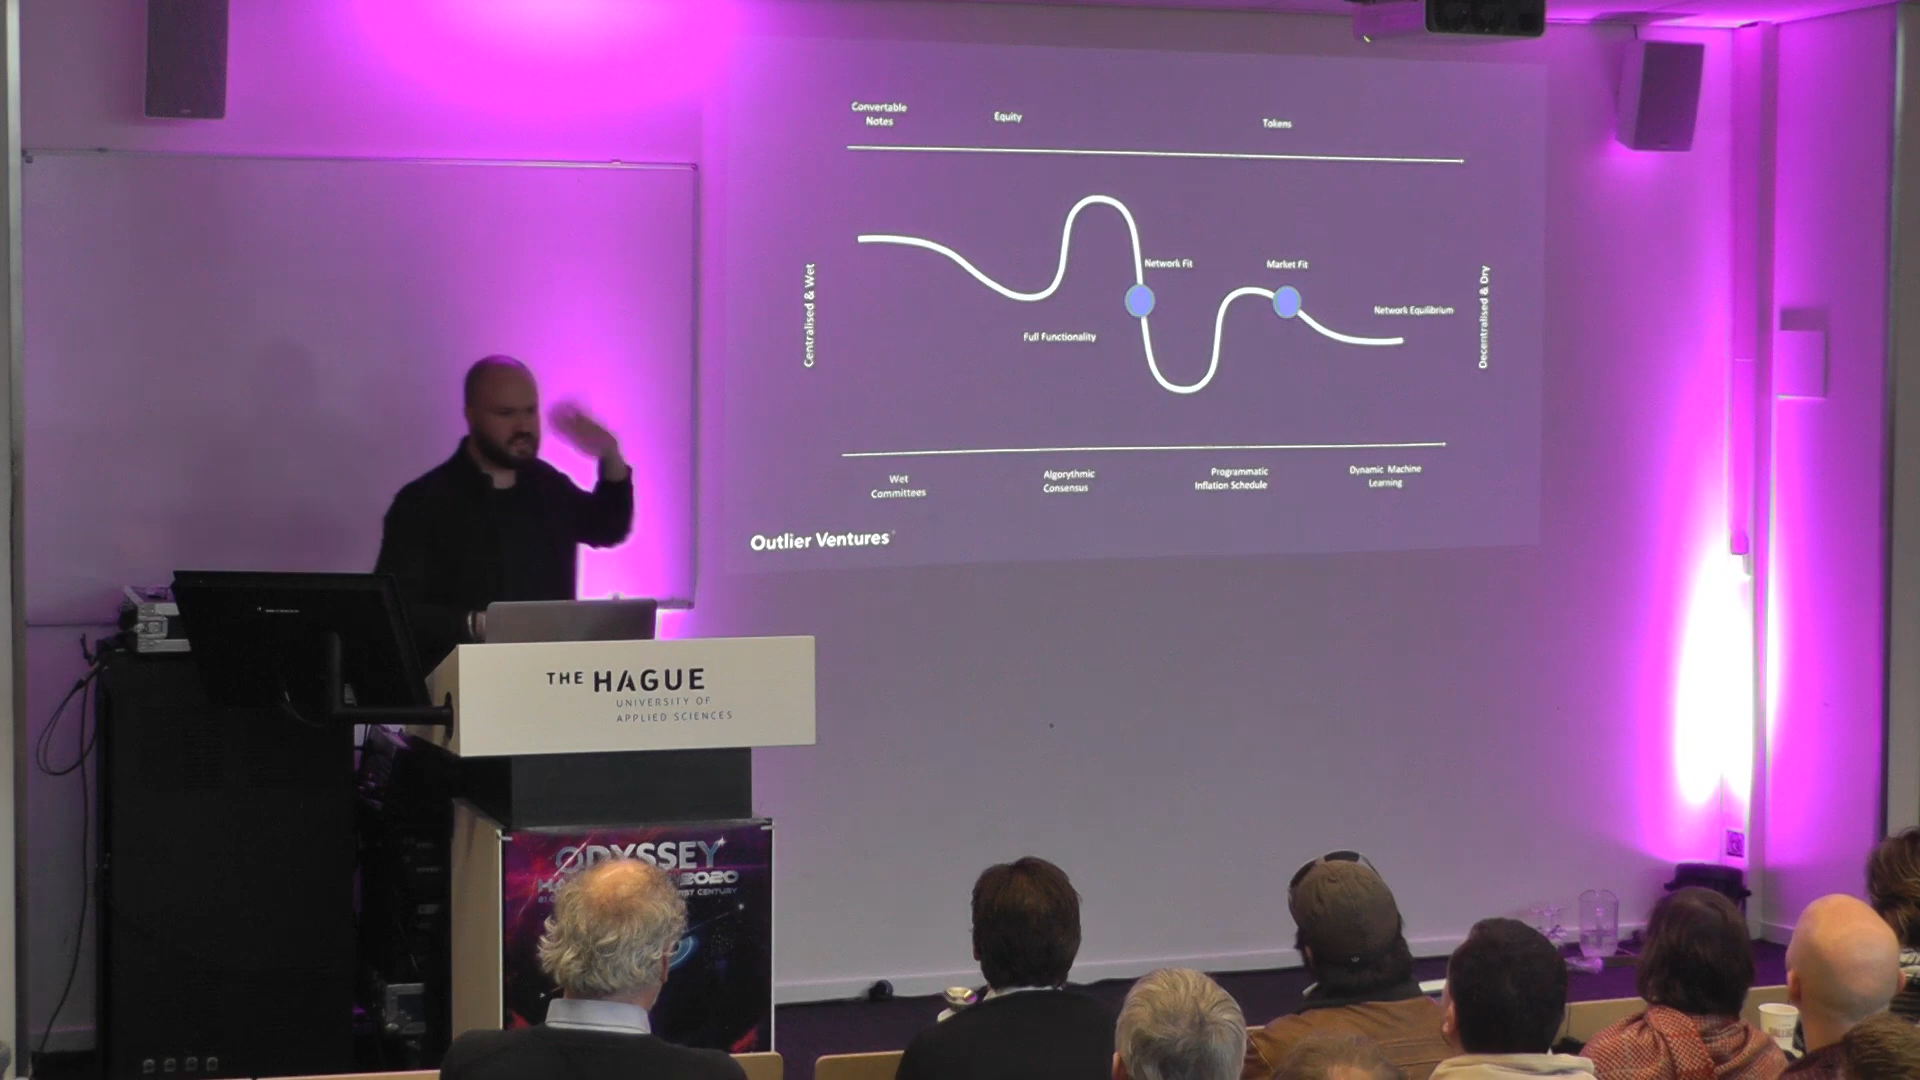 Convertable
Notes
Equity
Tokens
Centralised & Wet
Network Fit
Market Fit
Network Equilibrium
Full Functionality
Decentralised & Dry
Wet
Committees
Algorythmic
Consensus
Programmatic
Inflation Schedule
Dynamic Machine
Learning
Outlier Ventures
THE HAGUE
UNIVERSITY OF
APPLIED SCIENCES
ODYSSEY
2020
CENTURY